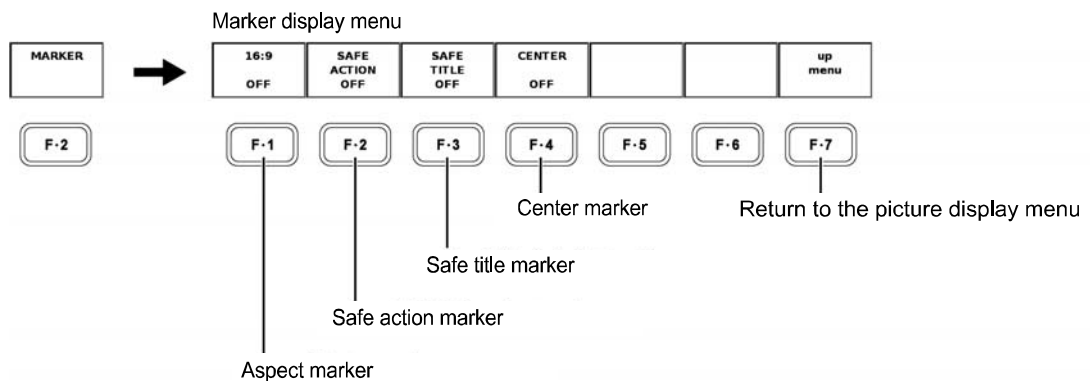 Marker display menu
MARKER
16:9
OFF
SAFE
ACTION
OFF
SAFE
TITLE
OFF
CENTER
OFF
up
menu
F·2
F·1
F·2
F·3
F·4
F·5
F·6
F·7
Center marker
Return to the picture display menu
Safe title marker
Safe action marker
Aspect marker